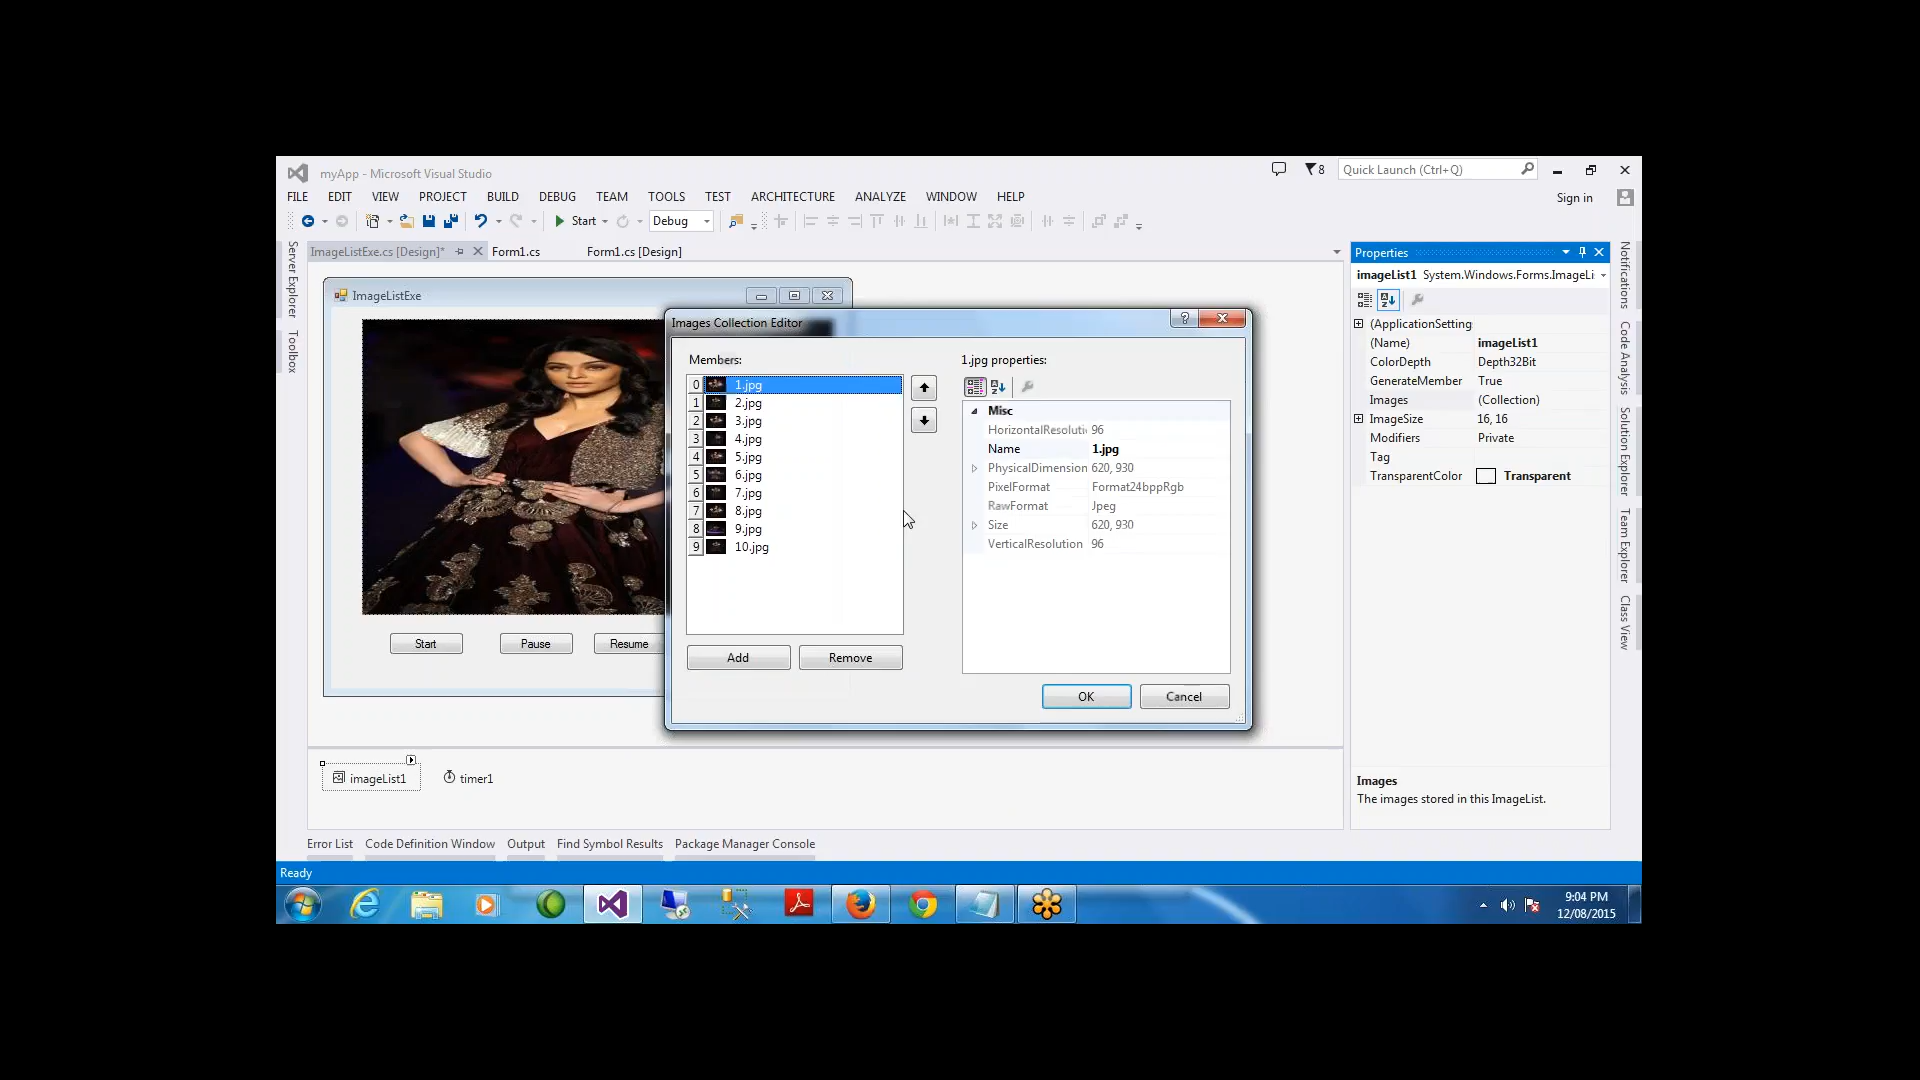 myApp - Microsoft Visual Studio
8
Quick Launch (Ctrl+Q)
FILE EDIT VIEW PROJECT BUILD DEBUG TEAM TOOLS TEST ARCHITECTURE ANALYZE WINDOW HELP
Sign in
Start
Debug
ImageListExe.cs [Design]*
Form1.cs
Form1.cs [Design]
Server Explorer
Toolbox
ImageListExe
Start
Pause
Resume
Images Collection Editor
Members:
0 1.jpg
1 2.jpg
2 3.jpg
3 4.jpg
4 5.jpg
5 6.jpg
6 7.jpg
7 8.jpg
8 9.jpg
9 10.jpg
Add
Remove
1.jpg properties:
Misc
HorizontalResoluti 96
Name 1.jpg
PhysicalDimension 620, 930
PixelFormat Format24bppRgb
RawFormat Jpeg
Size 620, 930
VerticalResolution 96
OK
Cancel
Properties
imageList1 System.Windows.Forms.ImageLi
(ApplicationSetting
(Name) imageList1
ColorDepth Depth32Bit
GenerateMember True
Images (Collection)
ImageSize 16, 16
Modifiers Private
Tag
TransparentColor Transparent
Images
The images stored in this ImageList.
Notifications
Code Analysis
Solution Explorer
Team Explorer
Class View
imageList1
timer1
Error List Code Definition Window Output Find Symbol Results Package Manager Console
Ready
9:04 PM
12/08/2015